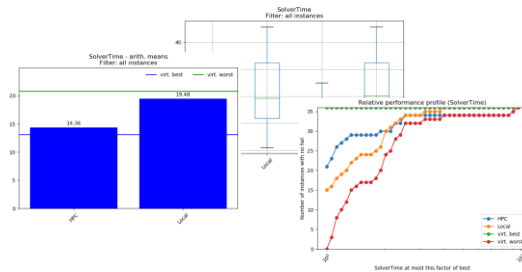 SolverTime
Filter: all instances
40
Local
SolverTime - arith. means
Filter: all instances
virt. best
virt. worst
20
15
10
5
0
14.36
19.48
HPC
Local
Relative performance profile (SolverTime)
Number of instances with no fail
35
30
25
20
15
10
5
0
HPC
Local
virt. best
virt. worst
SolverTime at most this factor of best